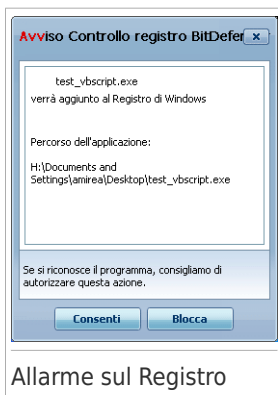 Avviso Controllo registro BitDefen
test_vbscript.exe
verrà aggiunto al Registro di Windows
Percorso dell'applicazione:
H:\Documents and
Settings\amirea\Desktop\test_vbscript.exe
Se si riconosce il programma, consigliamo di
autorizzare questa azione.
Consenti Blocca
Allarme sul Registro